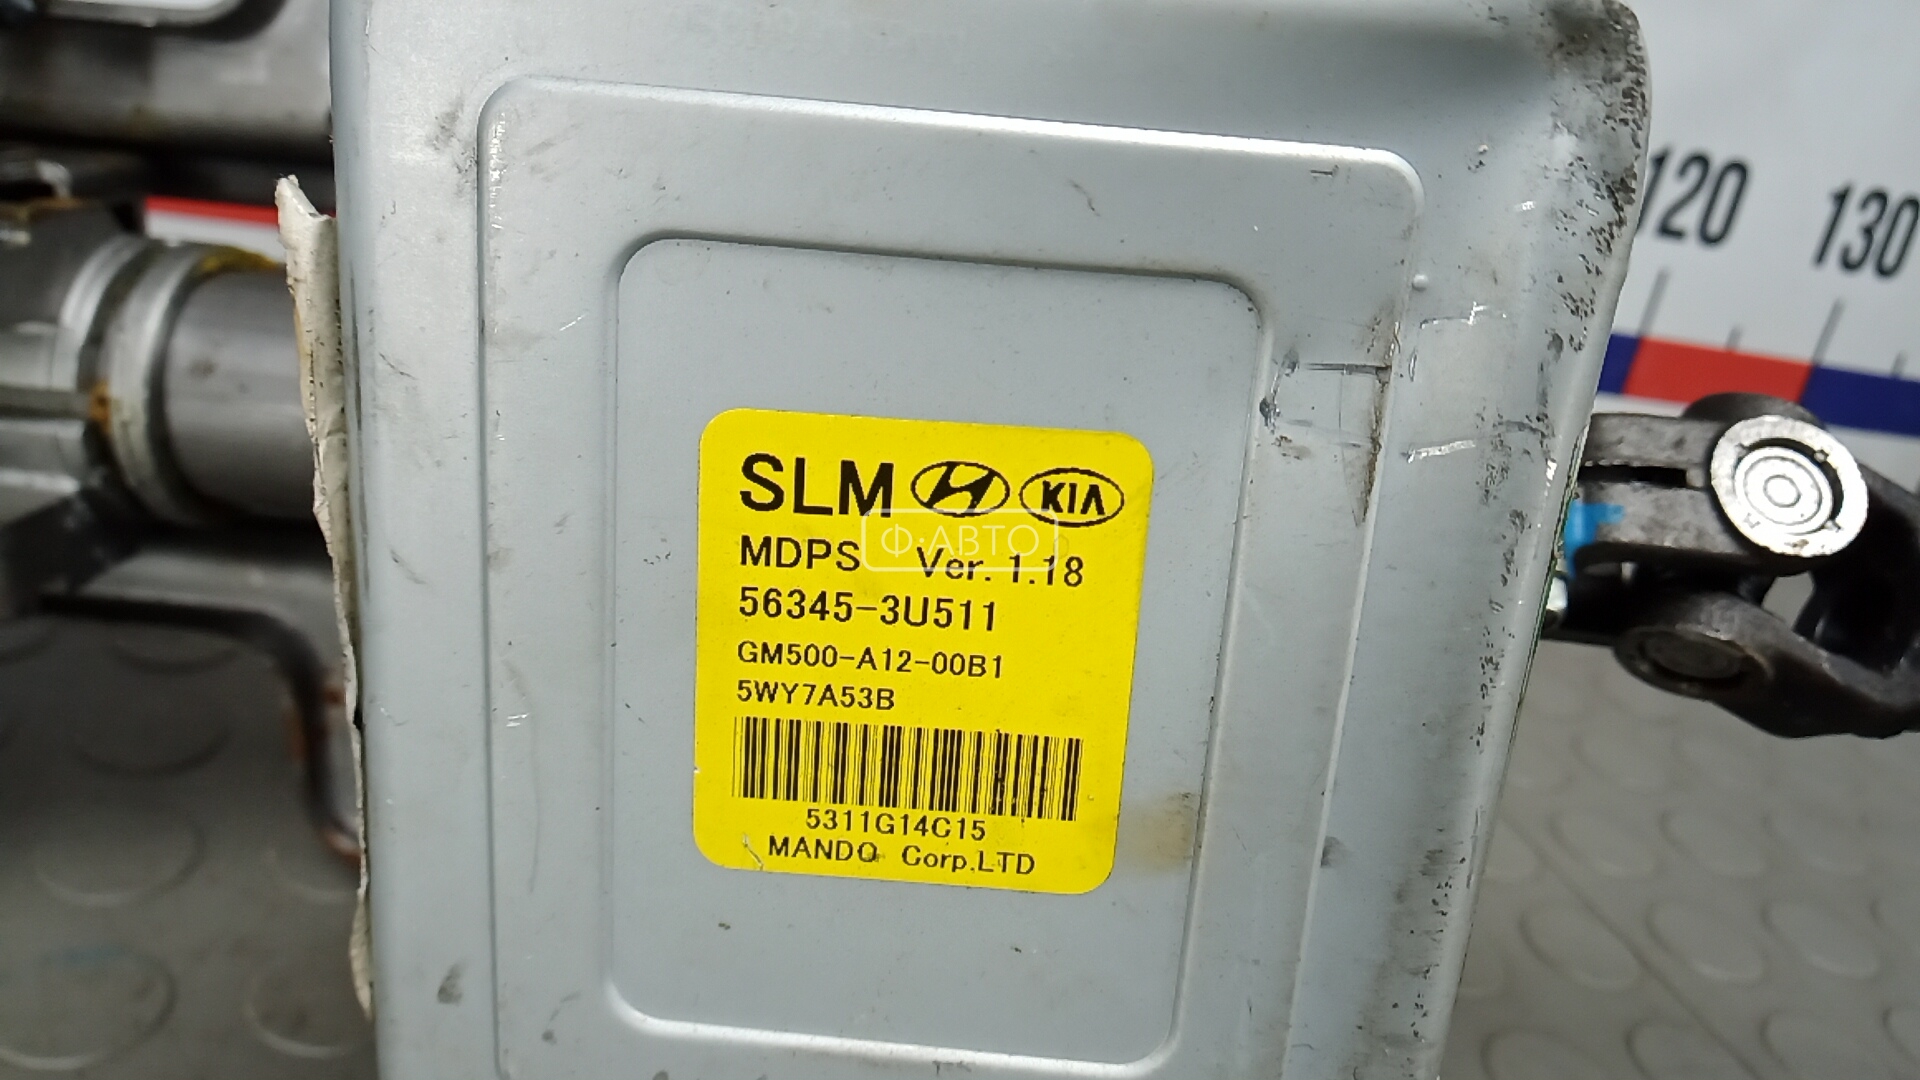 120
130
SLM H KIA
MDPS Ver. 1.18
Ф·АВТО
56345-3U511
GM500-A12-00B1
5WY7A53B
5311G14C15
MANDO Corp.LTD